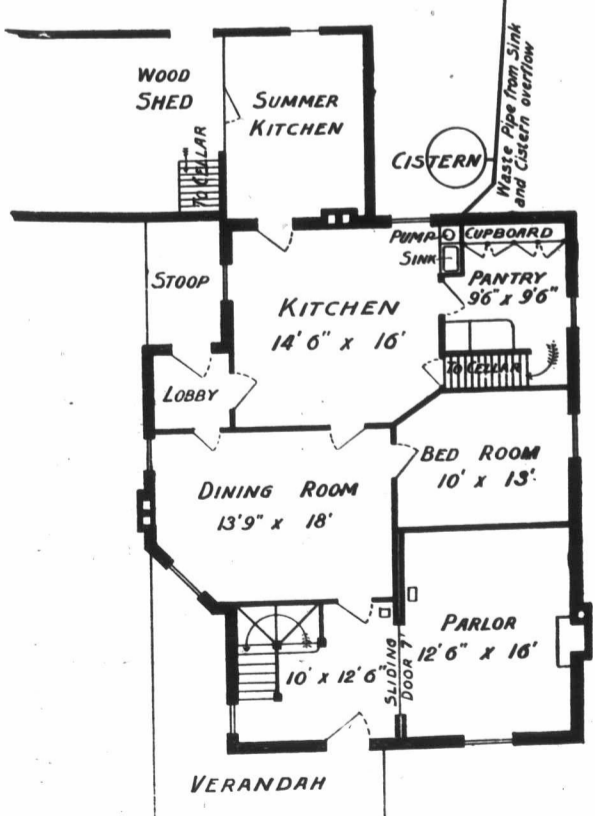 WOOD
SHED
SUMMER
KITCHEN
TO CELLAR
CISTERN
Waste Pipe from Sink
and Cistern overflow
STOOP
PUMP
SINK
CUPBOARD
PANTRY
9'6" x 9'6"
KITCHEN
14'6" x 16'
TO CELLAR
LOBBY
BED ROOM
10' x 13'
DINING ROOM
13'9" x 18'
PARLOR
12'6" x 16'
SLIDING
DOOR 7'
10' x 12'6"
VERANDAH